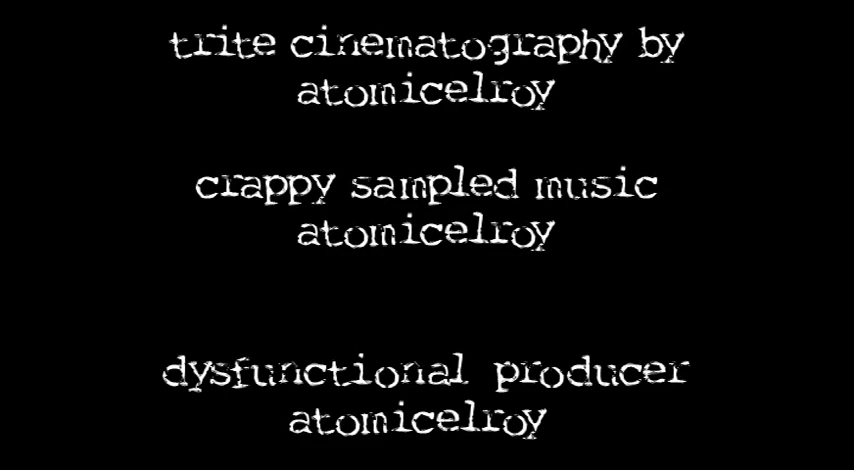 trite cinematography by
atomicelroy
crappy sampled music
atomicelroy
dysfunctional producer
atomicelroy